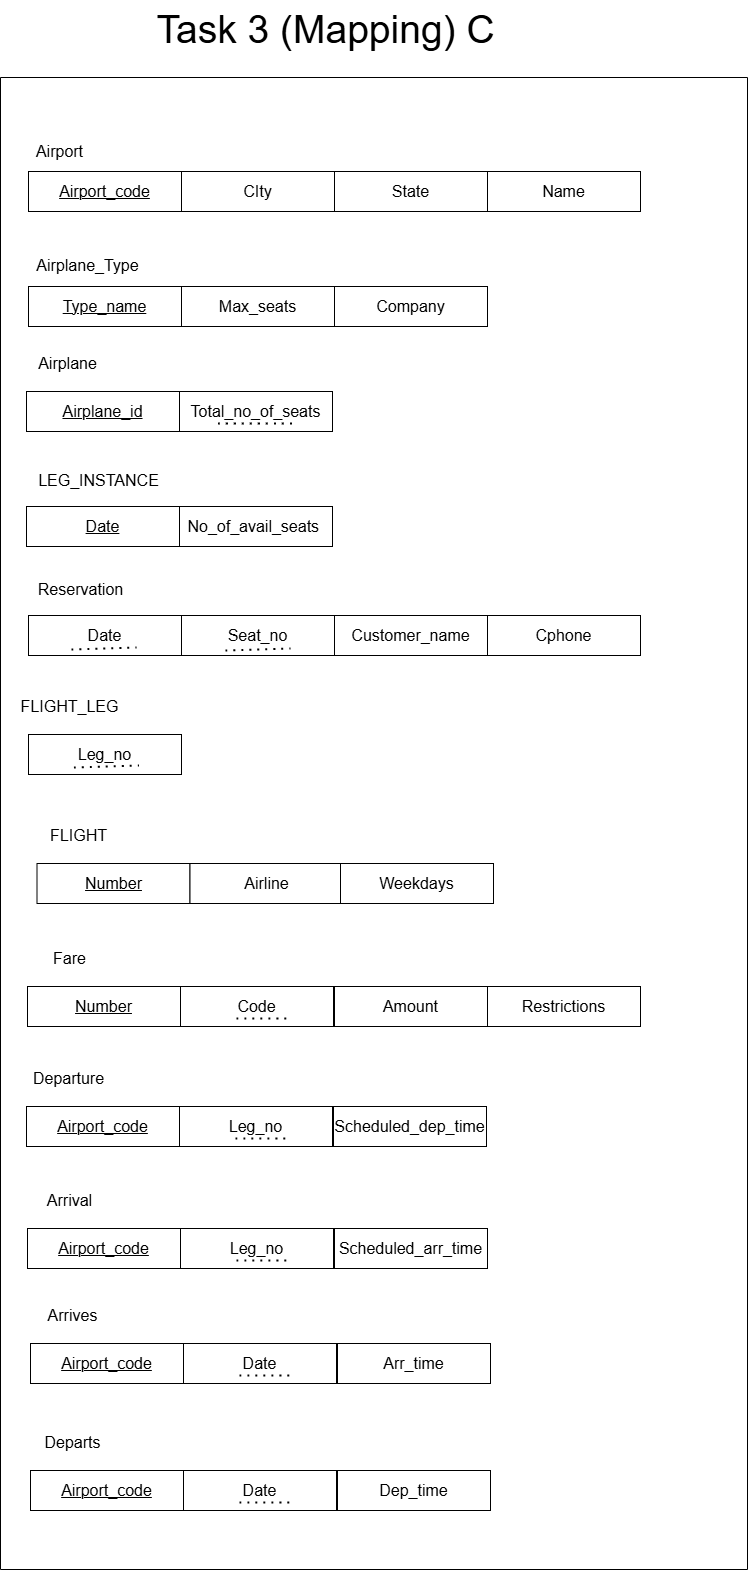 Task 3 (Mapping) C
Airport
Airport_code CIty State Name
Airplane_Type
Type_name Max_seats Company
Airplane
Airplane_id Total_no_of_seats
LEG_INSTANCE
Date No_of_avail_seats
Reservation
Date Seat_no Customer_name Cphone
FLIGHT_LEG
Leg_no
FLIGHT
Number Airline Weekdays
Fare
Number Code Amount Restrictions
Departure
Airport_code Leg_no Scheduled_dep_time
Arrival
Airport_code Leg_no Scheduled_arr_time
Arrives
Airport_code Date Arr_time
Departs
Airport_code Date Dep_time